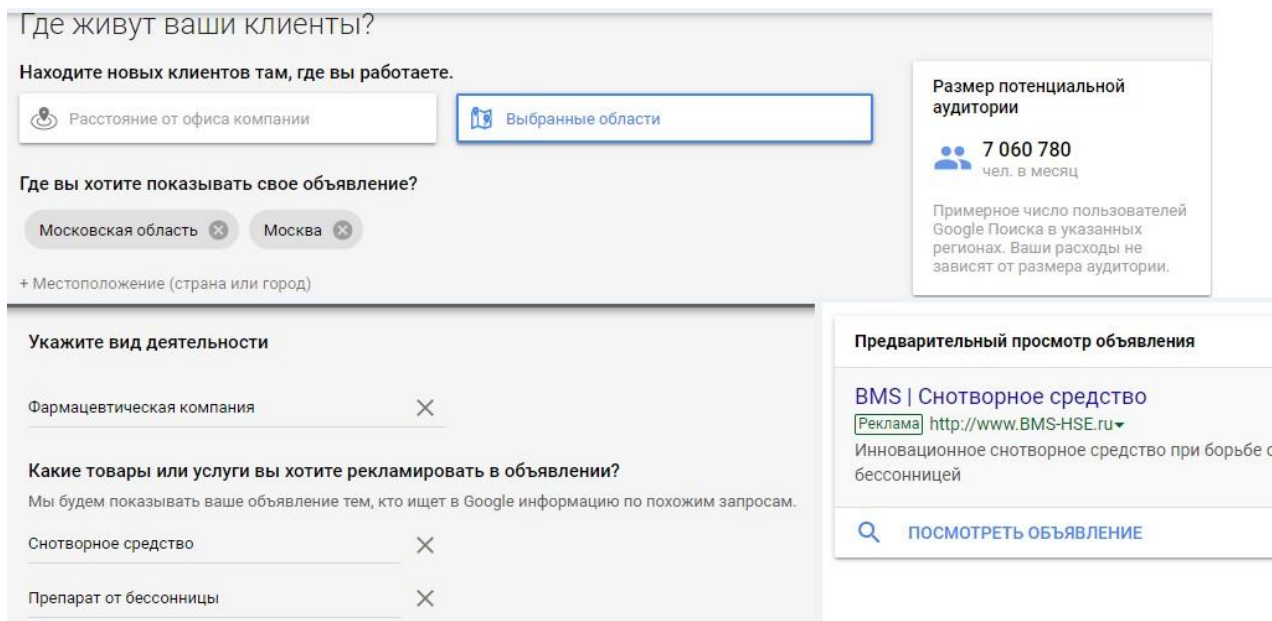 Где живут ваши клиенты?
Находите новых клиентов там, где вы работаете.
Расстояние от офиса компании
Выбранные области
Где вы хотите показывать свое объявление?
Московская область
Москва
+ Местоположение (страна или город)
Размер потенциальной
аудитории
7 060 780
чел. в месяц
Примерное число пользователей
Google Поиска в указанных
регионах. Ваши расходы не
зависят от размера аудитории.
Укажите вид деятельности
Фармацевтическая компания
Какие товары или услуги вы хотите рекламировать в объявлении?
Мы будем показывать ваше объявление тем, кто ищет в Google информацию по похожим запросам.
Снотворное средство
Препарат от бессонницы
Предварительный просмотр объявления
BMS | Снотворное средство
Реклама http://www.BMS-HSE.ru
Инновационное снотворное средство при борьбе с
бессонницей
ПОСМОТРЕТЬ ОБЪЯВЛЕНИЕ